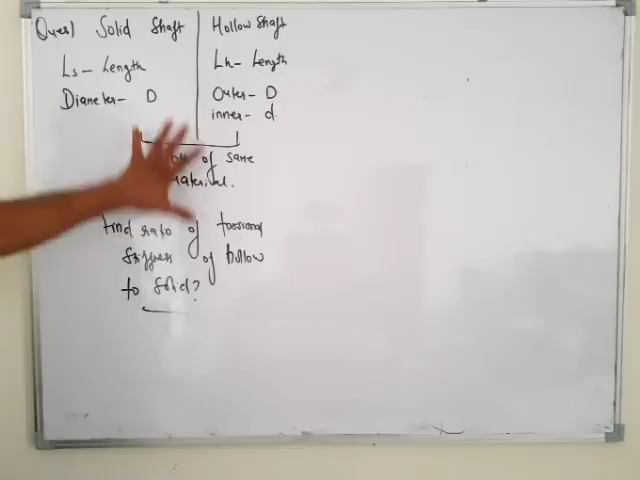 Ques1 Solid Shaft
Ls - Length
Diameter - D
Hollow Shaft
Lh - Length
Outer - D
inner - d
of same
material.
find ratio of torsional
stiffness of hollow
to solid?